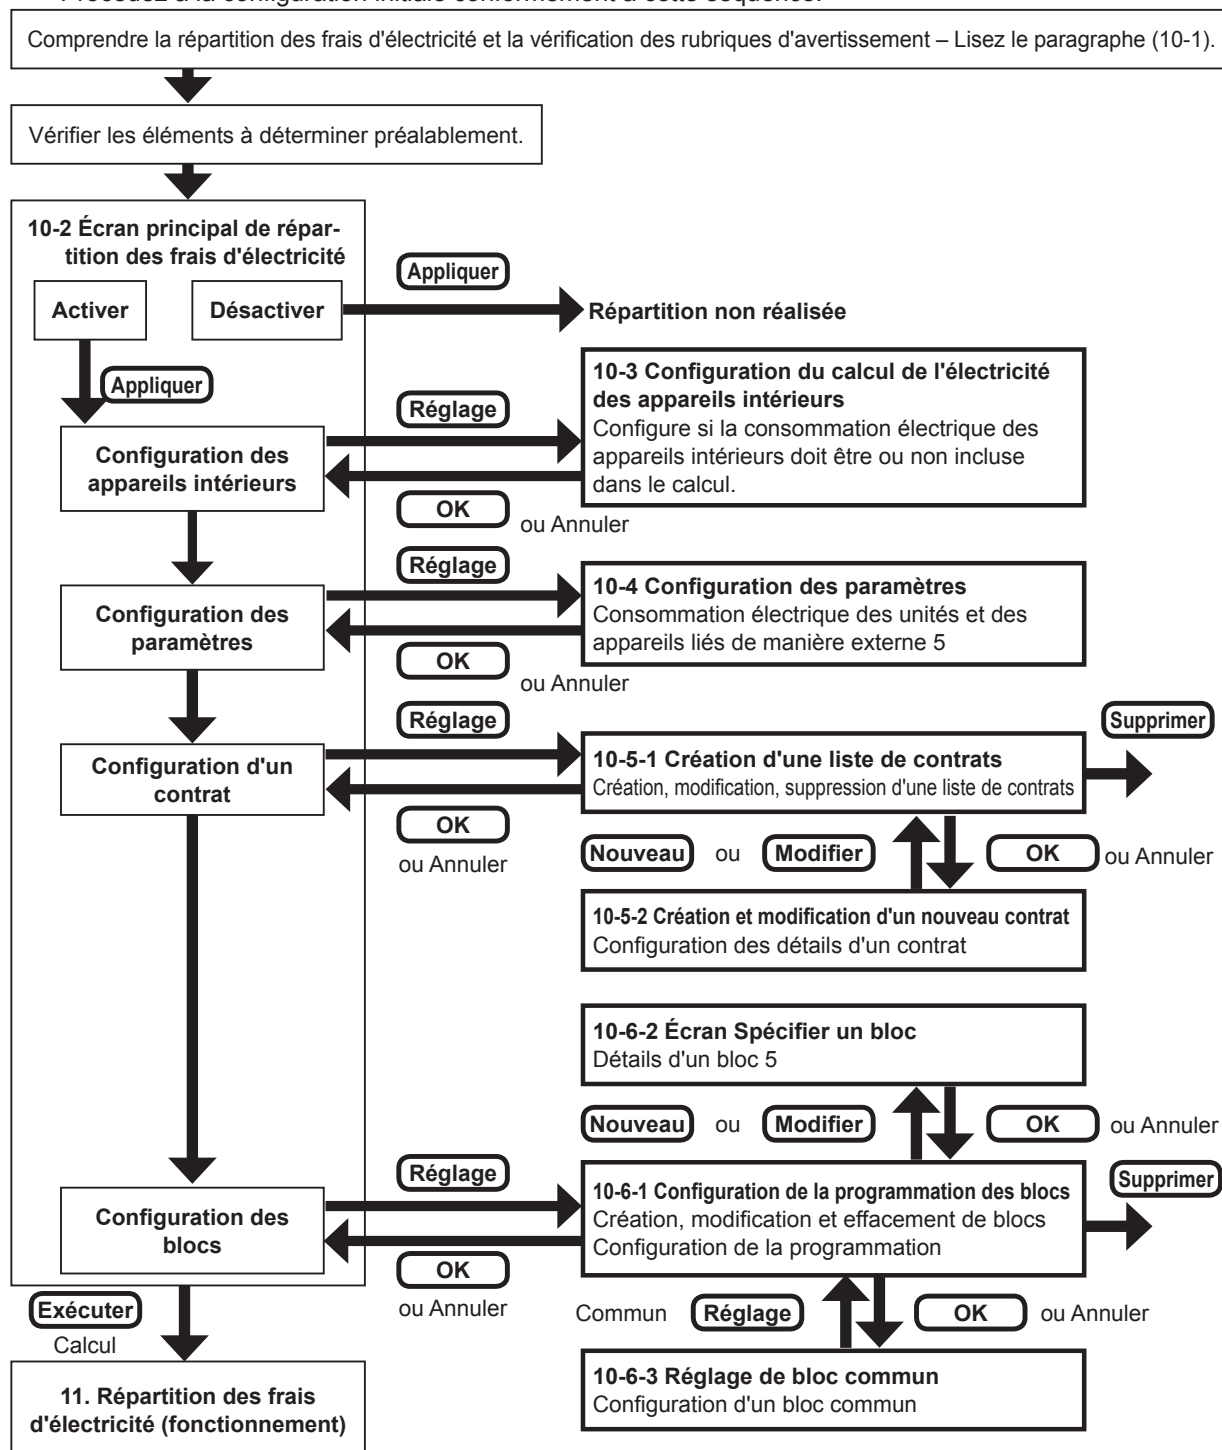 Procédez à la configuration initiale conformément à cette séquence.
Comprendre la répartition des frais d'électricité et la vérification des rubriques d'avertissement – Lisez le paragraphe (10-1).
Vérifier les éléments à déterminer préalablement.
10-2 Écran principal de répar-
tition des frais d'électricité
Activer
Désactiver
Appliquer
Répartition non réalisée
Appliquer
Configuration des
appareils intérieurs
Réglage
OK
ou Annuler
10-3 Configuration du calcul de l'électricité
des appareils intérieurs
Configure si la consommation électrique des
appareils intérieurs doit être ou non incluse
dans le calcul.
Configuration des
paramètres
Réglage
OK
ou Annuler
10-4 Configuration des paramètres
Consommation électrique des unités et des
appareils liés de manière externe 5
Configuration d'un
contrat
Réglage
OK
ou Annuler
10-5-1 Création d'une liste de contrats
Création, modification, suppression d'une liste de contrats
Supprimer
Nouveau ou Modifier
OK ou Annuler
10-5-2 Création et modification d'un nouveau contrat
Configuration des détails d'un contrat
10-6-2 Écran Spécifier un bloc
Détails d'un bloc 5
Nouveau ou Modifier
OK ou Annuler
Configuration des
blocs
Réglage
OK
ou Annuler
10-6-1 Configuration de la programmation des blocs
Création, modification et effacement de blocs
Configuration de la programmation
Supprimer
Commun Réglage
OK ou Annuler
10-6-3 Réglage de bloc commun
Configuration d'un bloc commun
Exécuter
Calcul
11. Répartition des frais
d'électricité (fonctionnement)